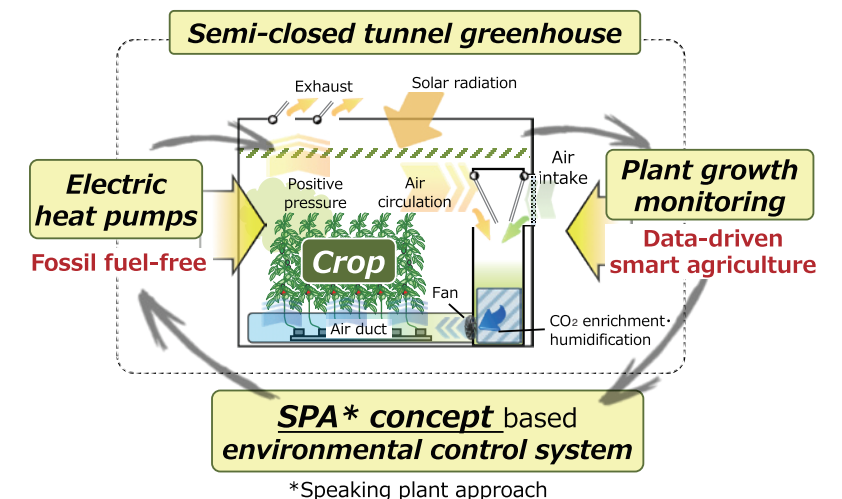 Semi-closed tunnel greenhouse
Exhaust
Solar radiation
Air
intake
Electric
heat pumps
Fossil fuel-free
Positive
pressure
Air
circulation
Plant growth
monitoring
Data-driven
smart agriculture
Crop
Fan
Air duct
CO₂ enrichment・
humidification
SPA* concept based
environmental control system
*Speaking plant approach